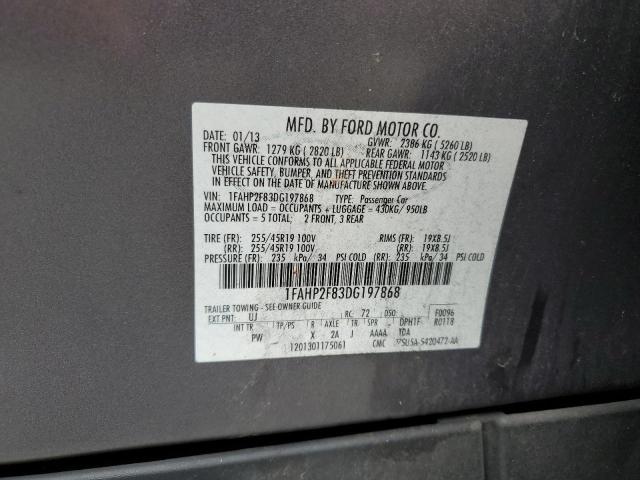 MFD. BY FORD MOTOR CO.
DATE: 01/13 GVWR: 2386 KG ( 5260 LB)
FRONT GAWR: 1279 KG ( 2820 LB) REAR GAWR: 1143 KG ( 2520 LB)
THIS VEHICLE CONFORMS TO ALL APPLICABLE FEDERAL MOTOR
VEHICLE SAFETY, BUMPER, AND THEFT PREVENTION STANDARDS
IN EFFECT ON THE DATE OF MANUFACTURE SHOWN ABOVE.
VIN: 1FAHP2F83DG197868 TYPE: Passenger Car
MAXIMUM LOAD = OCCUPANTS + LUGGAGE = 430KG/ 950LB
OCCUPANTS = 5 TOTAL: 2 FRONT, 3 REAR
TIRE (FR): 255/45R19 100V RIMS (FR): 19X8.5J
(RR): 255/45R19 100V (RR): 19X8.5J
PRESSURE (FR): 235 kPa/ 34 PSI COLD (RR): 235 kPa/ 34 PSI COLD
1FAHP2F83DG197868
TRAILER TOWING - SEE OWNER GUIDE
EXT PNT: UJ RC: 72 DSO: F0096
INT TR TP/PS R AXLE TR SPR DPH1F R0118
PW X 2A J AAAA YDA
1201301175061 CMC 5420472-AA